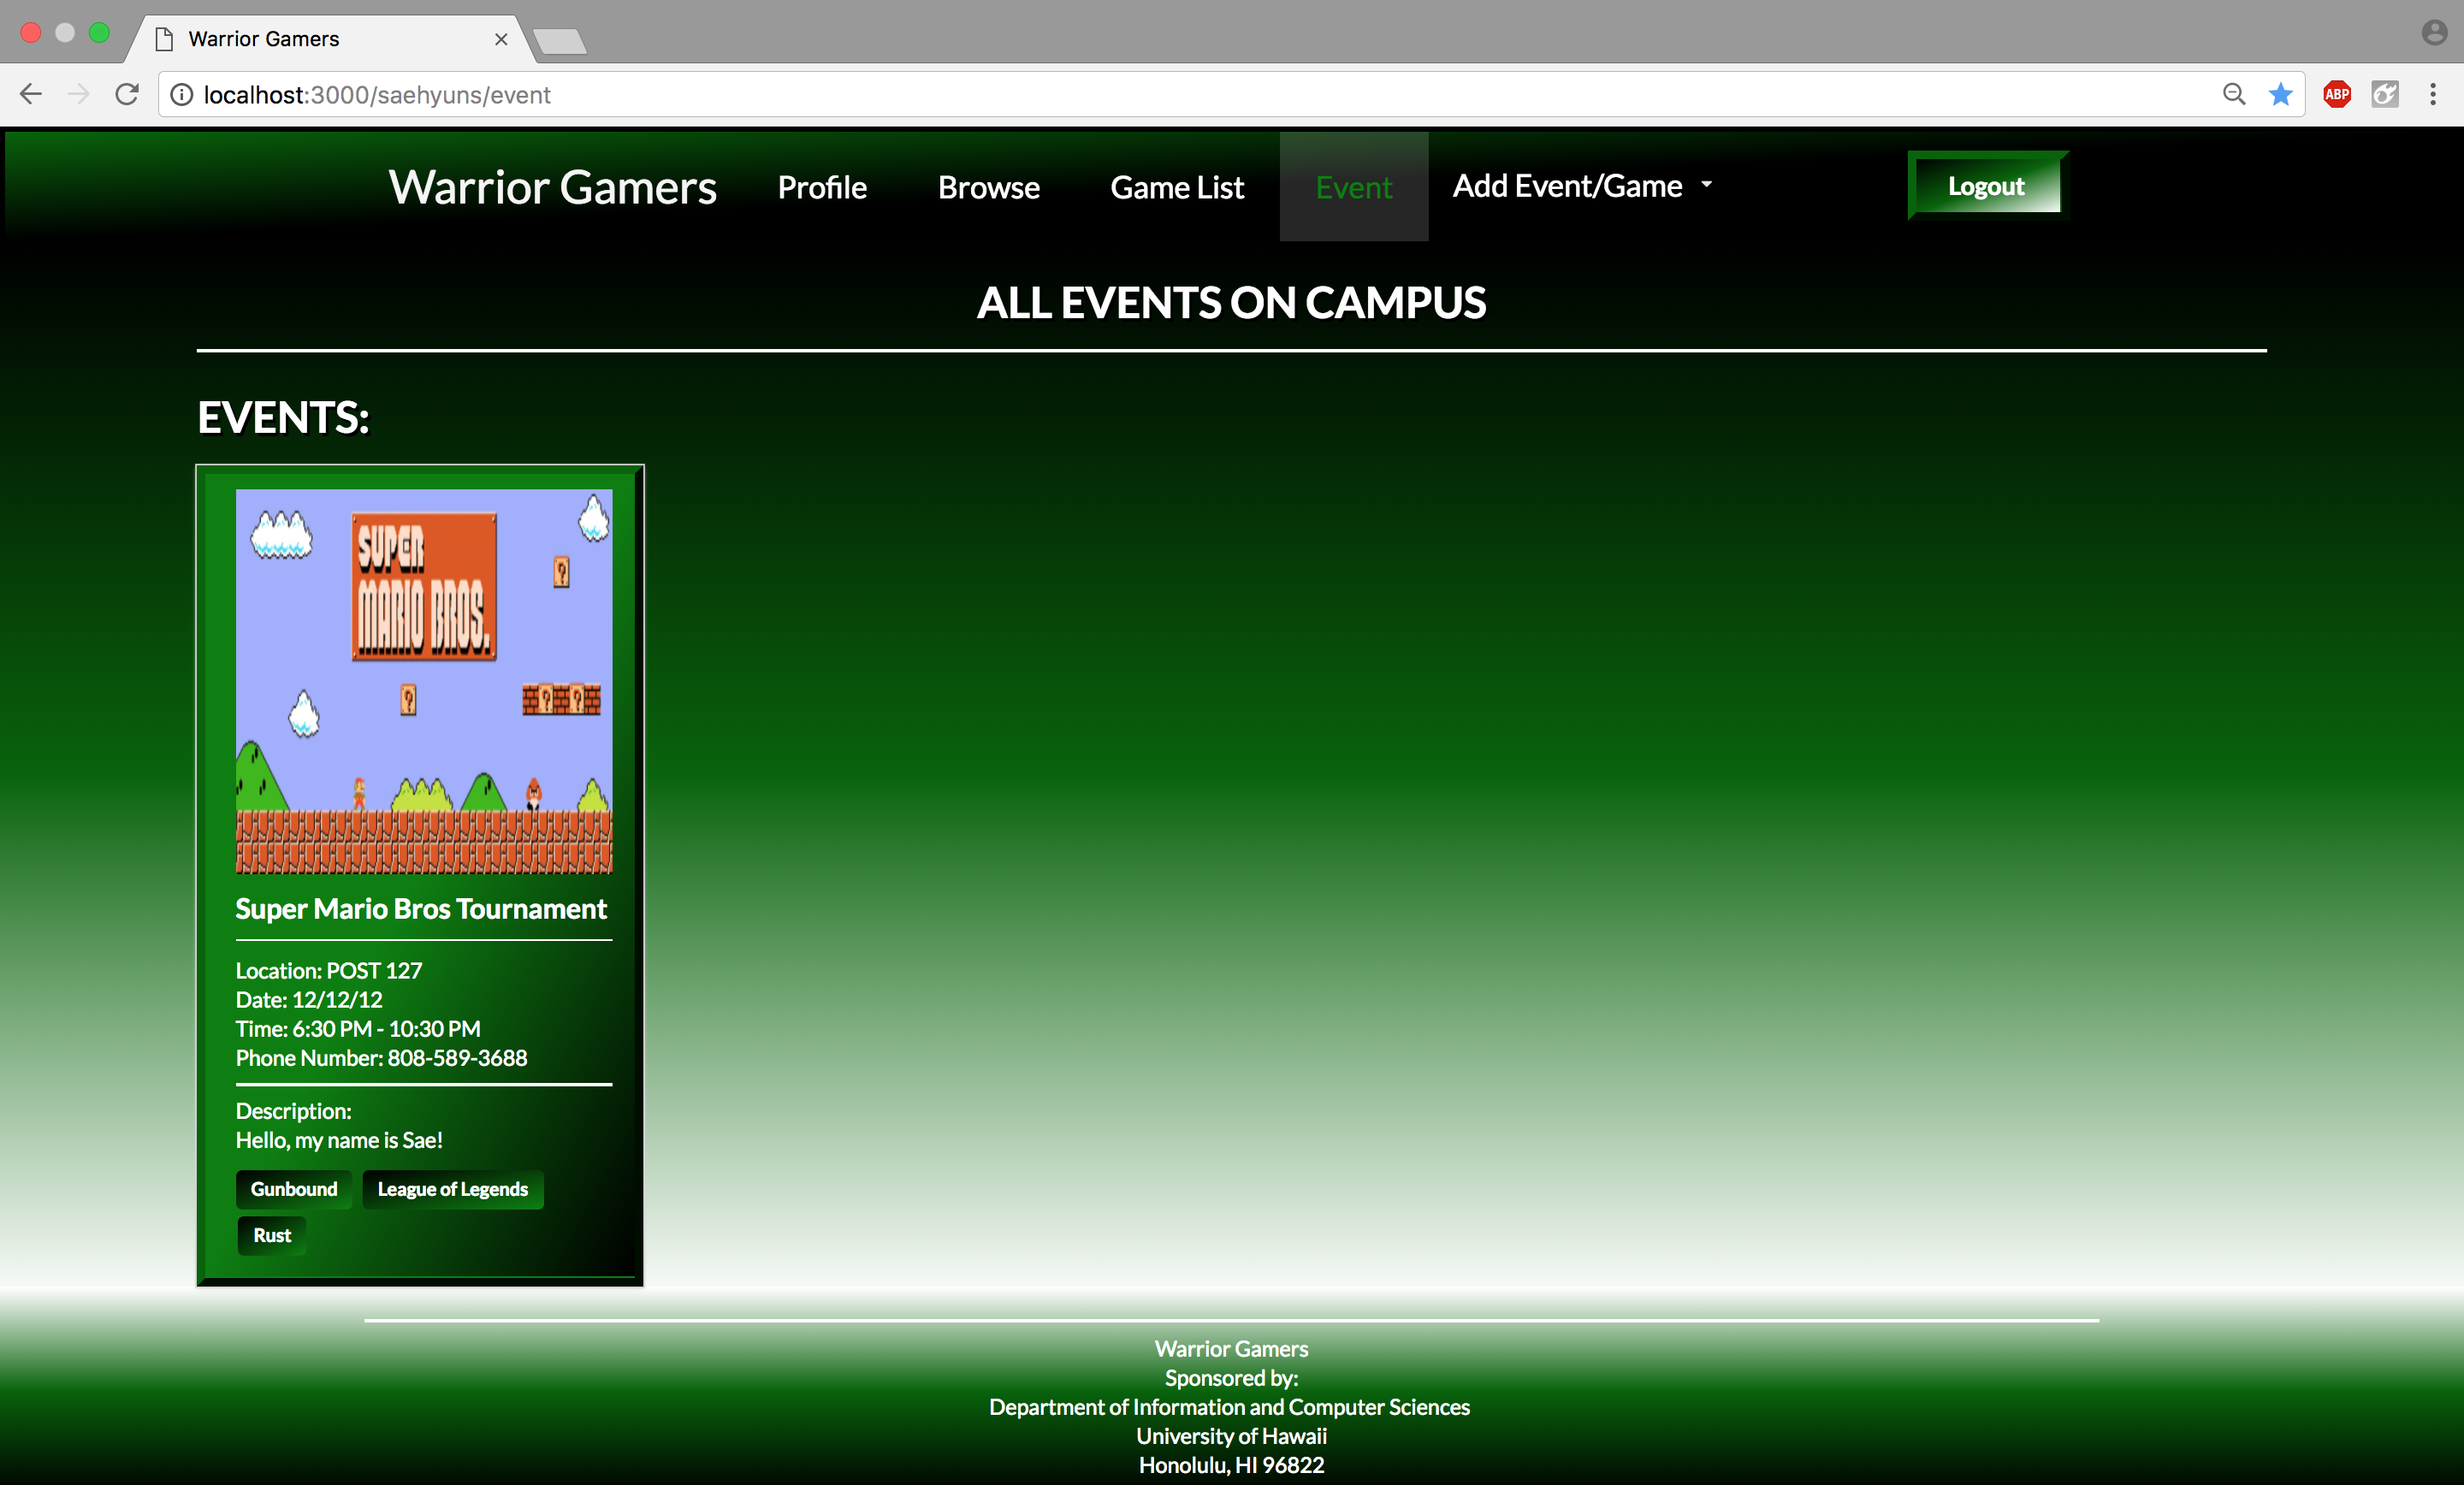 Warrior Gamers
localhost:3000/saehyuns/event
ABP
Warrior Gamers Profile Browse Game List Event Add Event/Game Logout
ALL EVENTS ON CAMPUS
EVENTS:
SUPER
MARIO BROS.
?
? ? ?
Super Mario Bros Tournament
Location: POST 127
Date: 12/12/12
Time: 6:30 PM - 10:30 PM
Phone Number: 808-589-3688
Description:
Hello, my name is Sae!
Gunbound League of Legends
Rust
Warrior Gamers
Sponsored by:
Department of Information and Computer Sciences
University of Hawaii
Honolulu, HI 96822